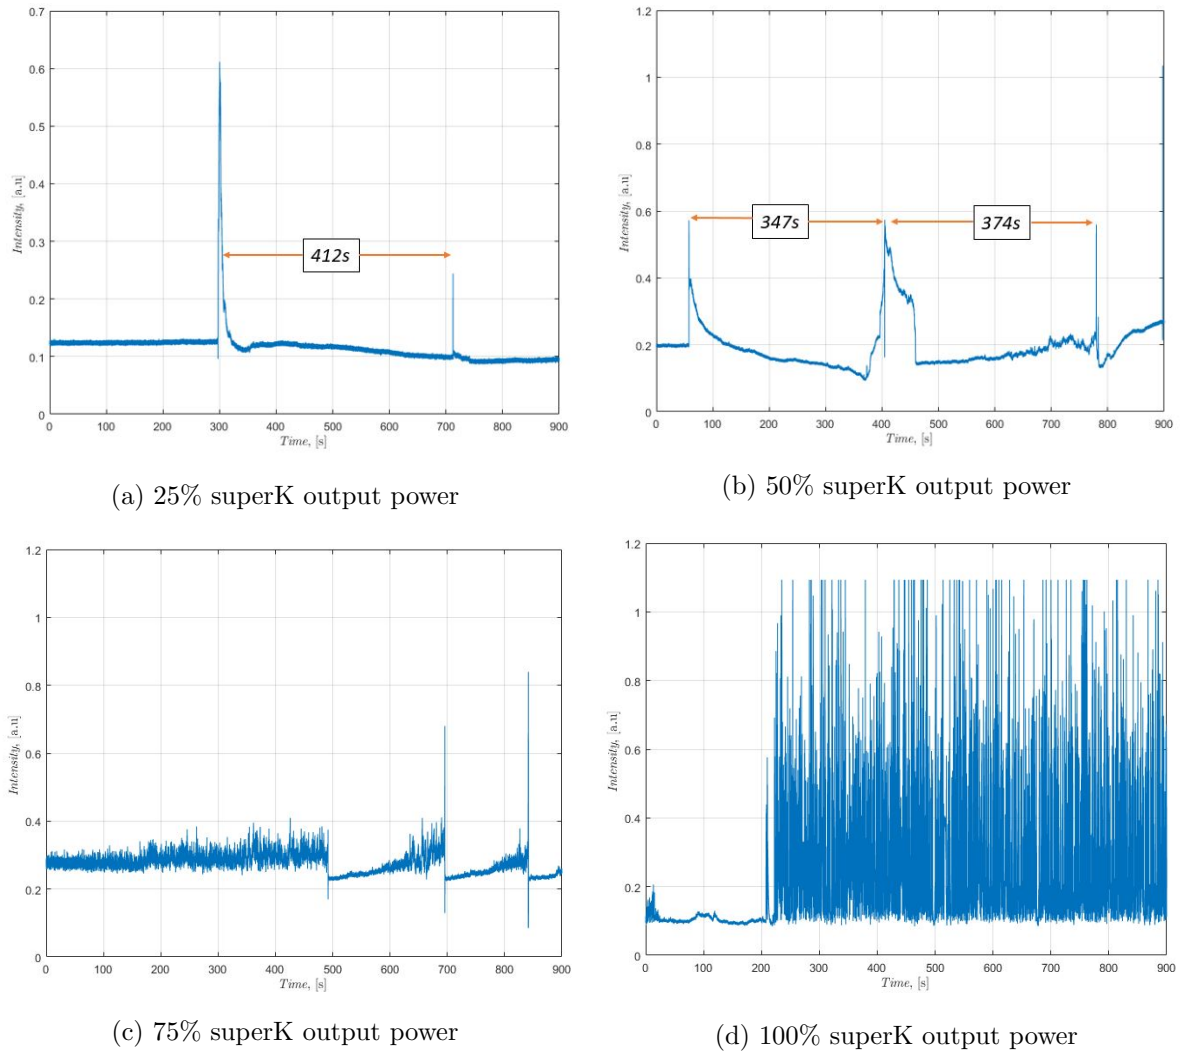 0.7
0.6
0.5
0.4
0.3
0.2
0.1
0
Intensity, [a.u]
412s
0 100 200 300 400 500 600 700 800 900
Time, [s]
(a) 25% superK output power
1.2
1
0.8
0.6
0.4
0.2
0
Intensity, [a.u]
347s 374s
0 100 200 300 400 500 600 700 800 900
Time, [s]
(b) 50% superK output power
1.2
1
0.8
0.6
0.4
0.2
0
Intensity, [a.u]
0 100 200 300 400 500 600 700 800 900
Time, [s]
(c) 75% superK output power
1.2
1
0.8
0.6
0.4
0.2
0
Intensity, [a.u]
0 100 200 300 400 500 600 700 800 900
Time, [s]
(d) 100% superK output power